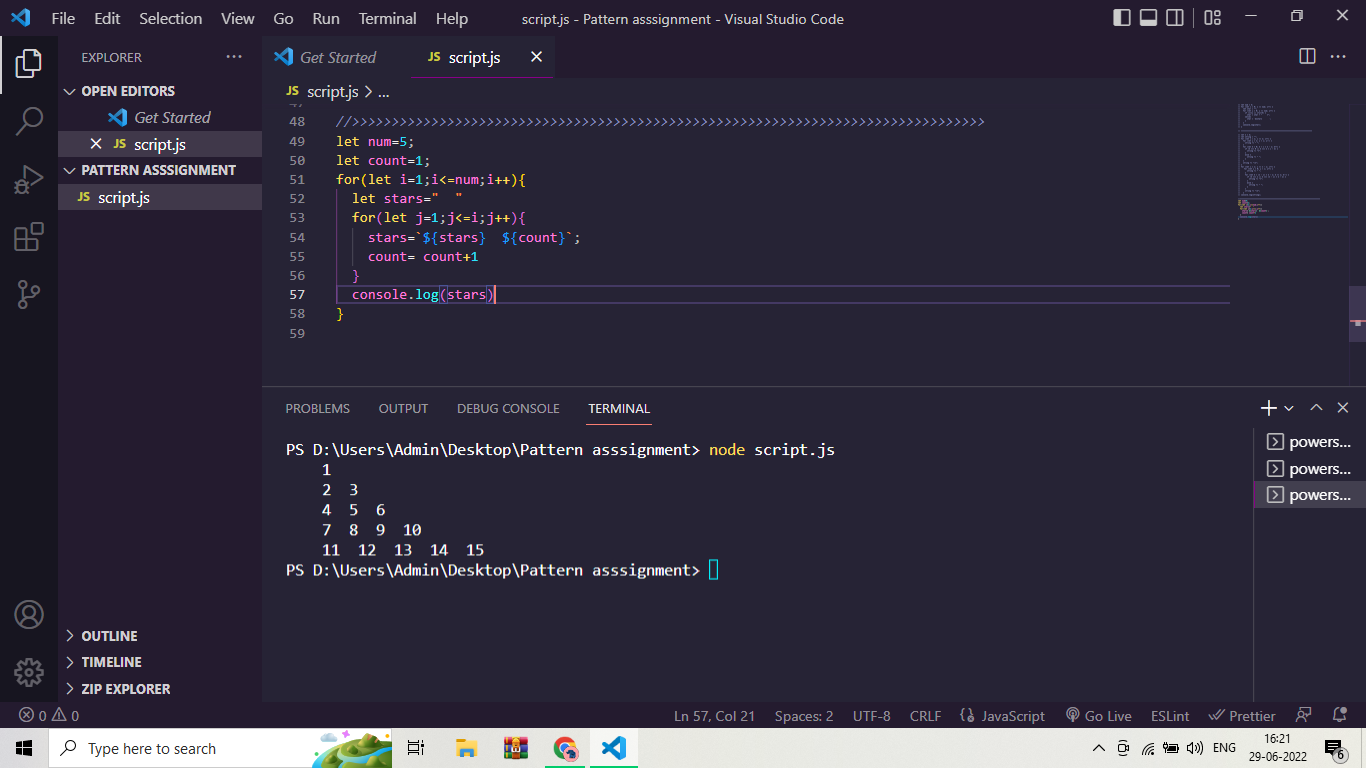 File Edit Selection View Go Run Terminal Help script.js - Pattern asssignment - Visual Studio Code
EXPLORER
OPEN EDITORS
Get Started
JS script.js
PATTERN ASSSIGNMENT
JS script.js
OUTLINE
TIMELINE
ZIP EXPLORER
Get Started JS script.js
JS script.js > ...
48 //>>>>>>>>>>>>>>>>>>>>>>>>>>>>>>>>>>>>>>>>>>>>>>>>>>>>>>>>>>>>>>>>>>>>>>>>>>>>>>>>
49 let num=5;
50 let count=1;
51 for(let i=1;i<=num;i++){
52   let stars="  "
53   for(let j=1;j<=i;j++){
54     stars=`${stars}  ${count}`;
55     count= count+1
56   }
57   console.log(stars)
58 }
59
PROBLEMS OUTPUT DEBUG CONSOLE TERMINAL
PS D:\Users\Admin\Desktop\Pattern asssignment> node script.js
    1
    2  3
    4  5  6
    7  8  9  10
    11  12  13  14  15
PS D:\Users\Admin\Desktop\Pattern asssignment>
powers...
powers...
powers...
0 0 Ln 57, Col 21 Spaces: 2 UTF-8 CRLF JavaScript Go Live ESLint Prettier
Type here to search
ENG
16:21
29-06-2022
6